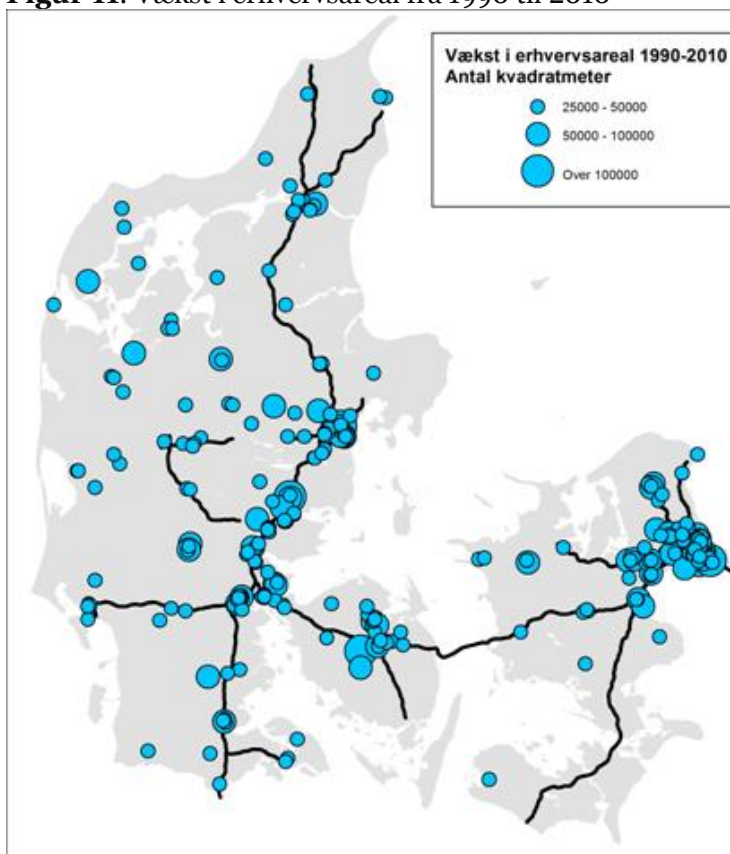 Figur 11. Vækst i erhvervsareal fra 1990 til 2010
Vækst i erhvervsareal 1990-2010
Antal kvadratmeter
25000 - 50000
50000 - 100000
Over 100000